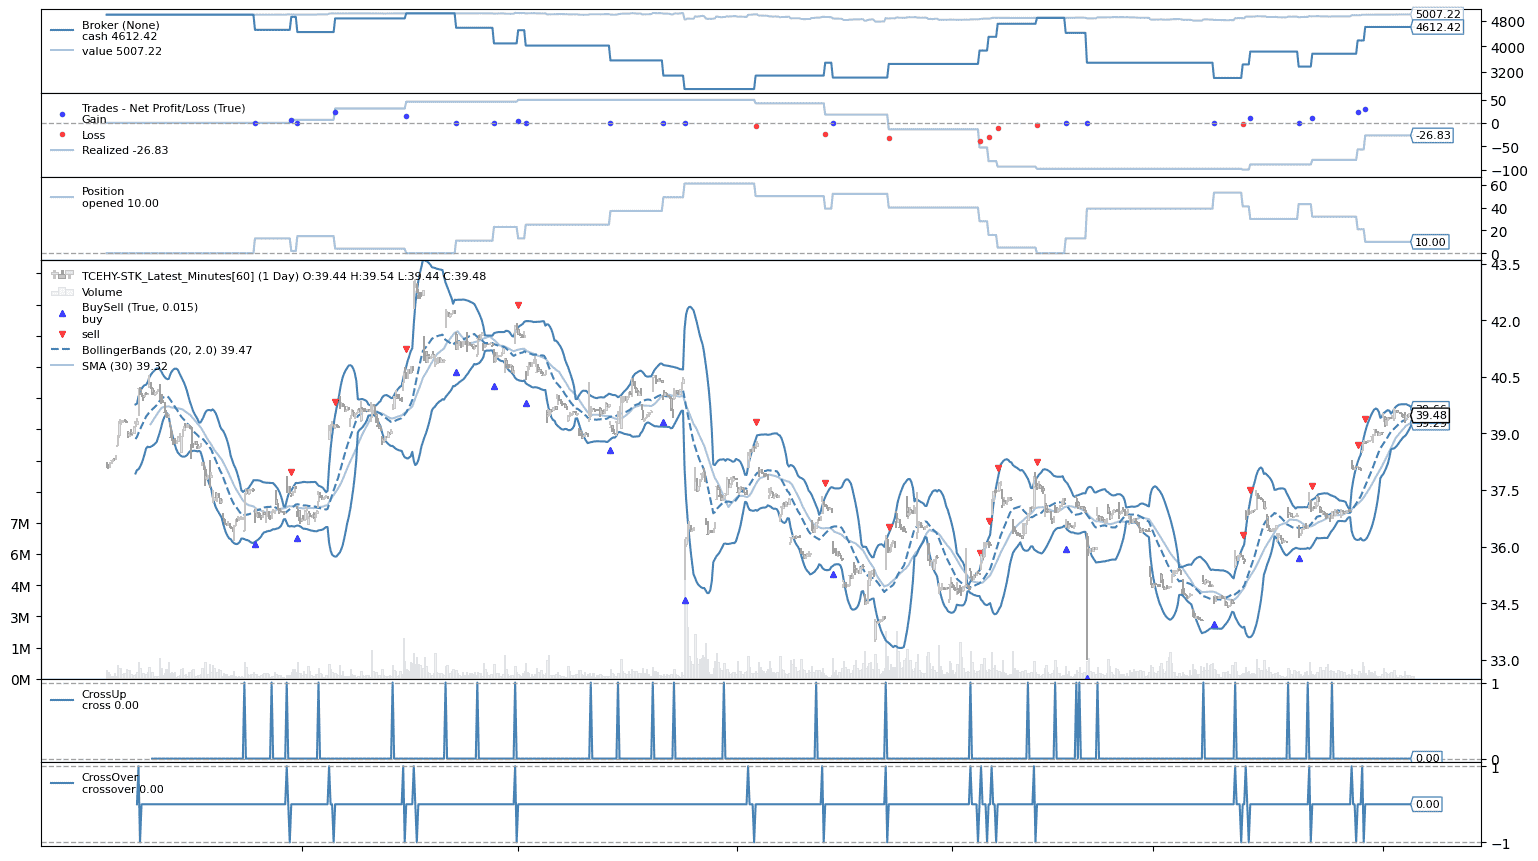 Broker (None)
cash 4612.42
value 5007.22
5007.22
4800
4612.42
4000
3200
Trades - Net Profit/Loss (True)
Gain
Loss
Realized -26.83
50
0
-26.83
−50
−100
Position
opened 10.00
60
40
20
10.00
0
TCEHY-STK_Latest_Minutes[60] (1 Day) O:39.44 H:39.54 L:39.44 C:39.48
Volume
BuySell (True, 0.015)
buy
sell
BollingerBands (20, 2.0) 39.47
SMA (30) 39.32
43.5
42.0
40.5
39.48
39.0
37.5
36.0
34.5
33.0
7M
6M
4M
3M
1M
0M
CrossUp
cross 0.00
1
0.00
0
CrossOver
crossover 0.00
1
0.00
−1